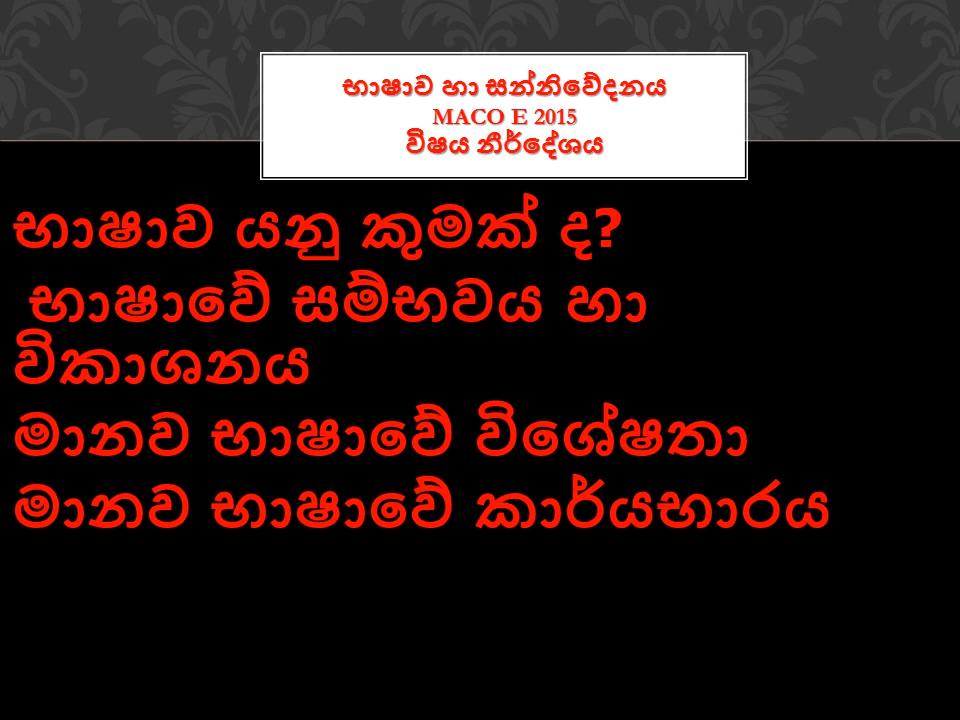 භාෂාව හා සන්නිවේදනය
MACO E 2015
විෂය නිර්දේශය
භාෂාව යනු කුමක් ද?
භාෂාවේ සම්භවය හා
විකාශනය
මානව භාෂාවේ විශේෂතා
මානව භාෂාවේ කාර්යභාරය